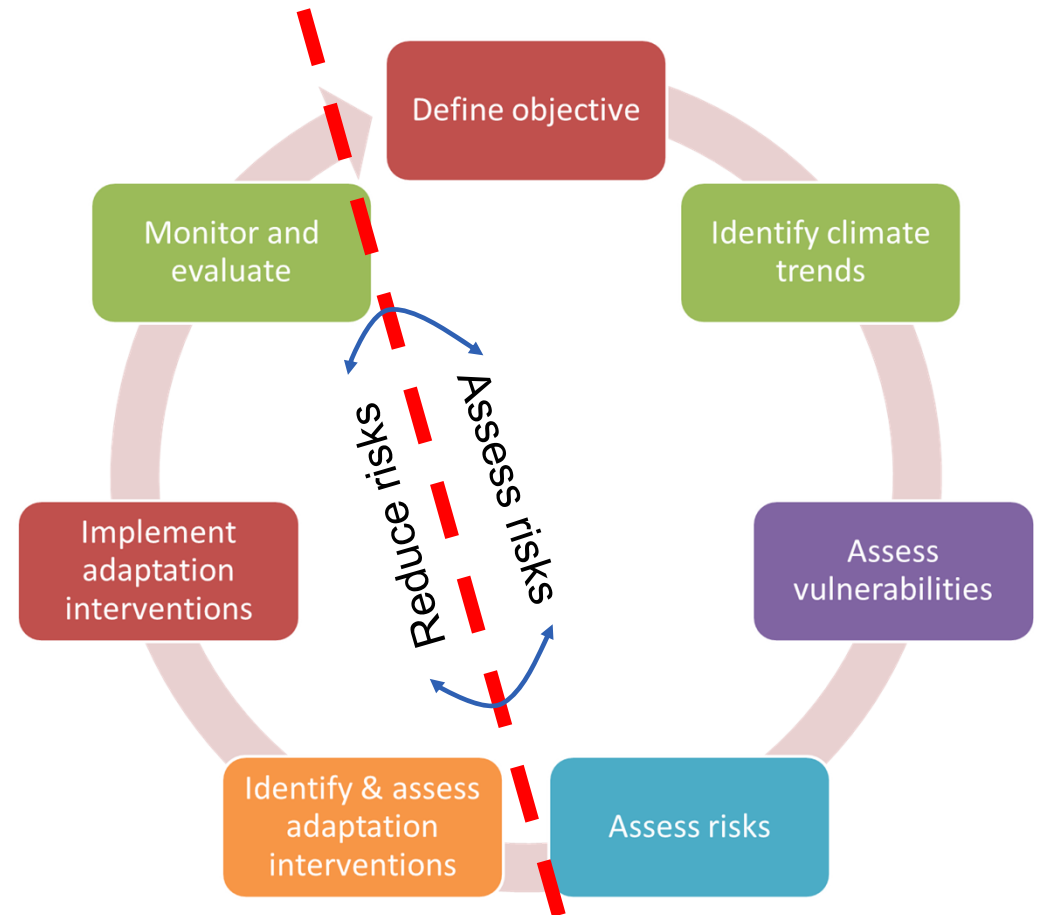 Define objective
Identify climate
trends
Assess
vulnerabilities
Assess risks
Identify & assess
adaptation
interventions
Implement
adaptation
interventions
Monitor and
evaluate
Reduce risks
Assess risks